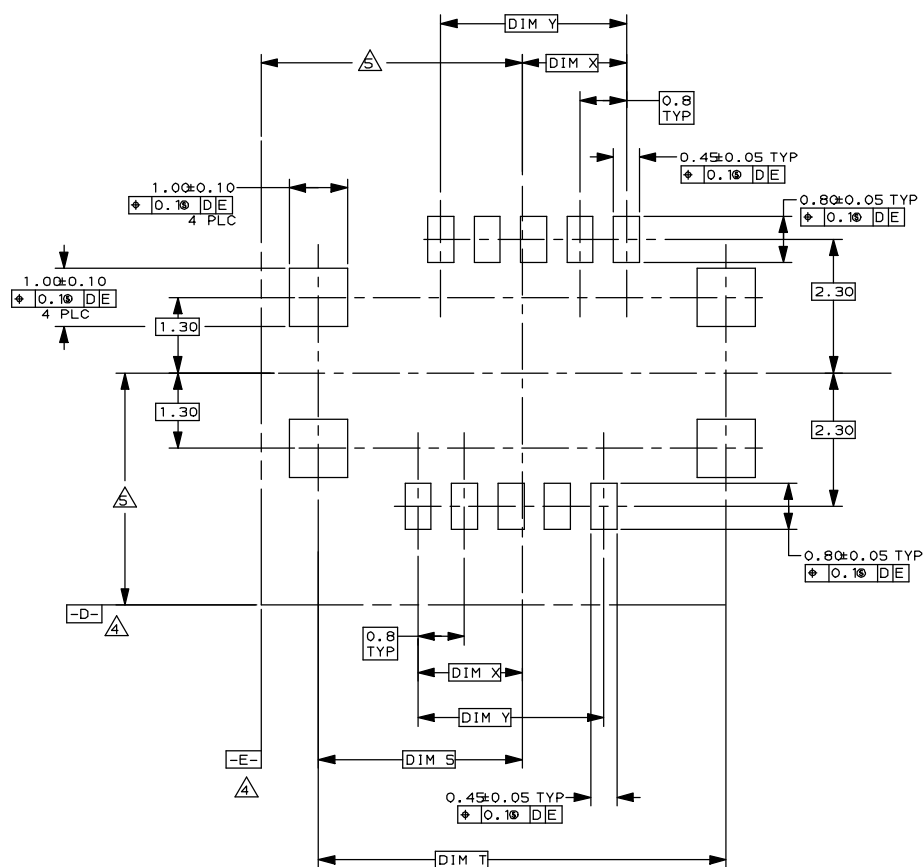 DIM Y
5
DIM X
0.8
TYP
0.45±0.05 TYP
⌖ 0.1Ⓢ D E
1.00±0.10
⌖ 0.1Ⓢ D E
4 PLC
0.80±0.05 TYP
⌖ 0.1Ⓢ D E
1.00±0.10
⌖ 0.1Ⓢ D E
4 PLC
2.30
1.30
1.30
2.30
5
0.80±0.05 TYP
⌖ 0.1Ⓢ D E
-D-
4
0.8
TYP
DIM X
DIM Y
-E-
4
DIM S
0.45±0.05 TYP
⌖ 0.1Ⓢ D E
DIM T